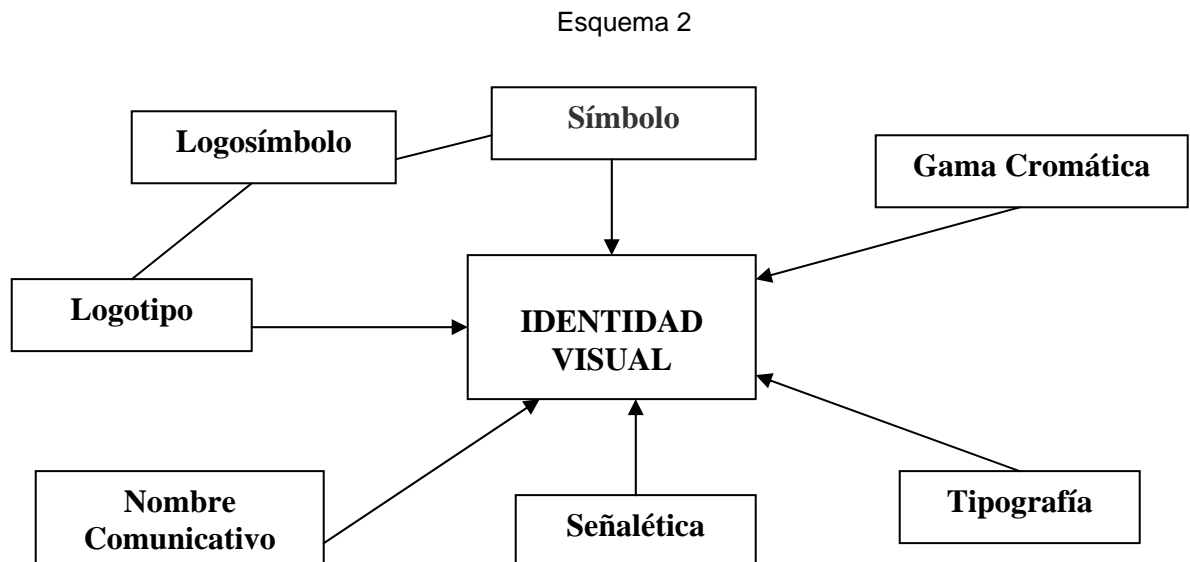 Esquema 2
Símbolo
Logosímbolo
Gama Cromática
Logotipo
IDENTIDAD
VISUAL
Nombre
Comunicativo
Señalética
Tipografía